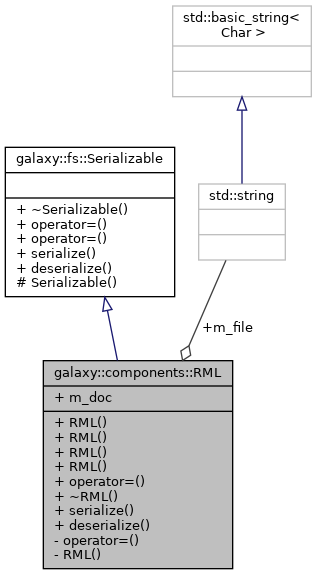 std::basic_string<
Char >
galaxy::fs::Serializable
+ ~Serializable()
+ operator=()
+ operator=()
+ serialize()
+ deserialize()
# Serializable()
std::string
+m_file
galaxy::components::RML
+ m_doc
+ RML()
+ RML()
+ RML()
+ RML()
+ operator=()
+ ~RML()
+ serialize()
+ deserialize()
- operator=()
- RML()